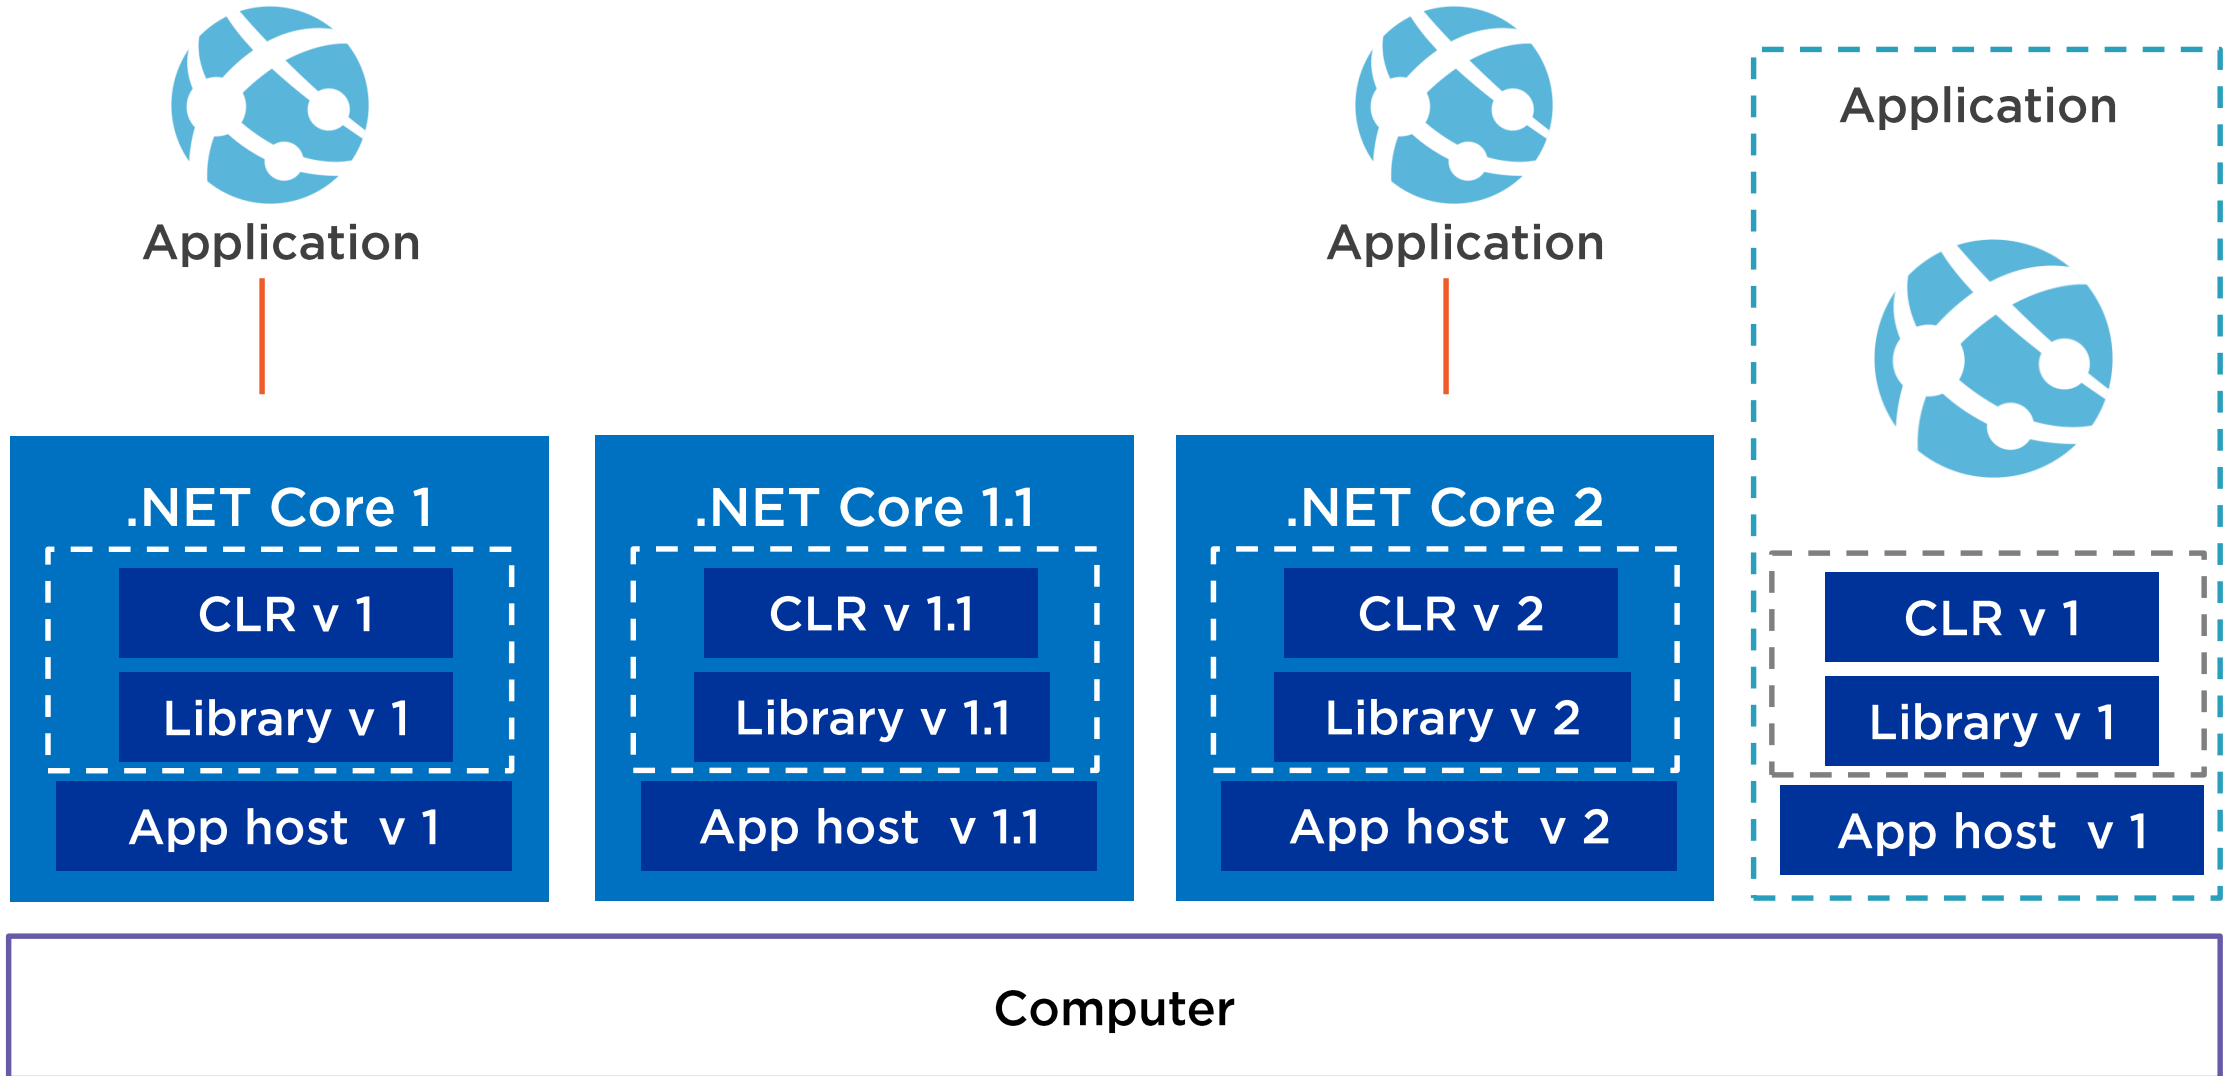 Application
.NET Core 1
CLR v 1
Library v 1
App host v 1
.NET Core 1.1
CLR v 1.1
Library v 1.1
App host v 1.1
Application
.NET Core 2
CLR v 2
Library v 2
App host v 2
Application
CLR v 1
Library v 1
App host v 1
Computer